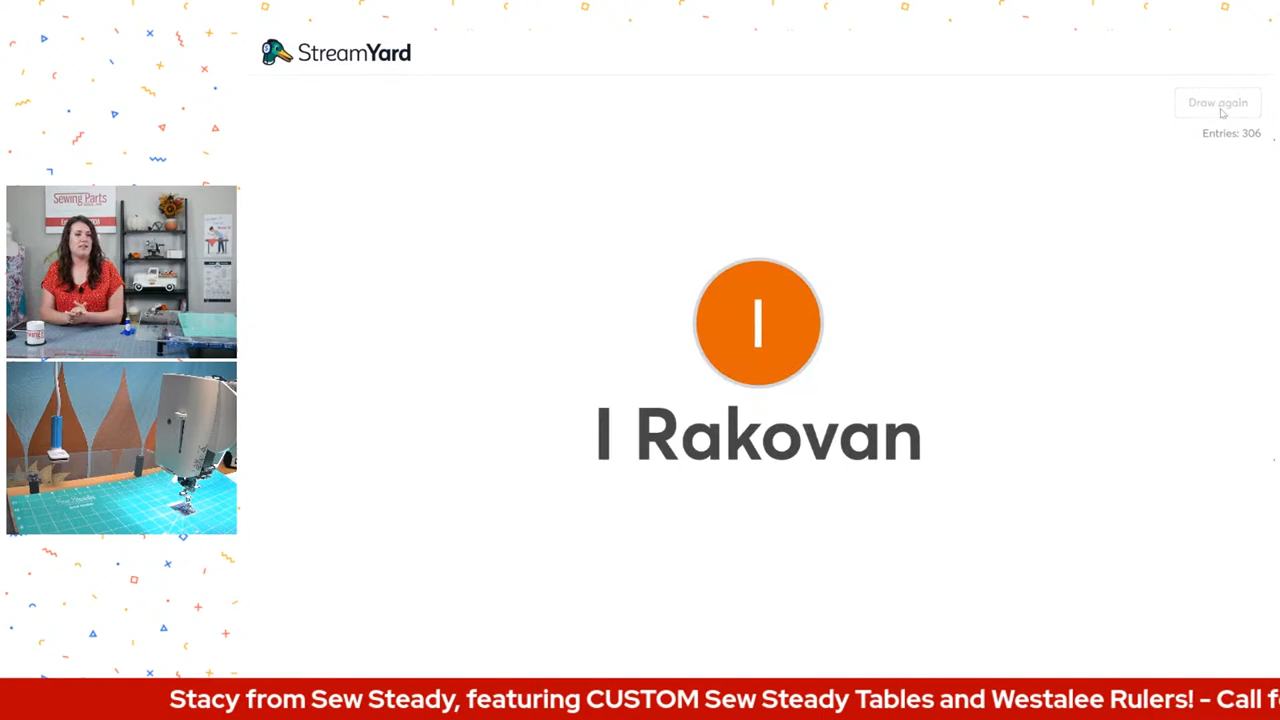 StreamYard
Draw again
Entries: 306
Sewing Parts
I
I Rakovan
Stacy from Sew Steady, featuring CUSTOM Sew Steady Tables and Westalee Rulers! - Call f